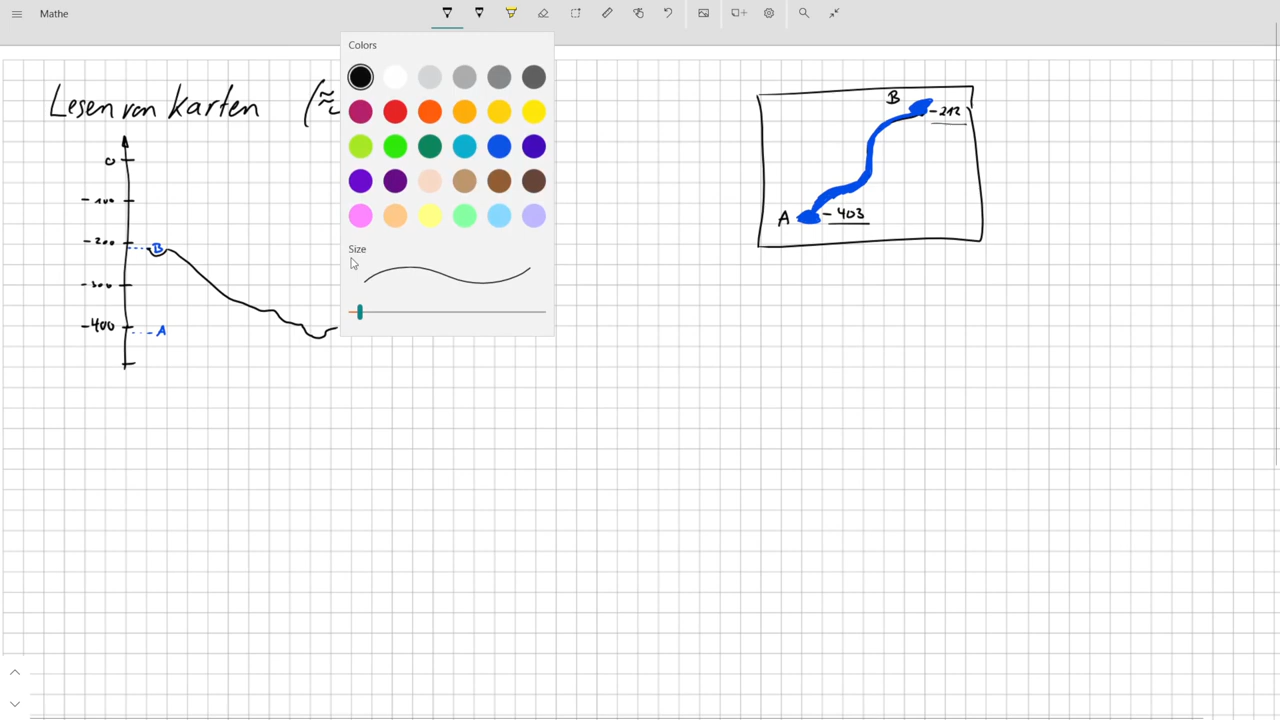 Mathe
Colors
Lesen von Karten (≈
B
-212
0
-100
-200
B
A
- 403
Size
-300
-400
A